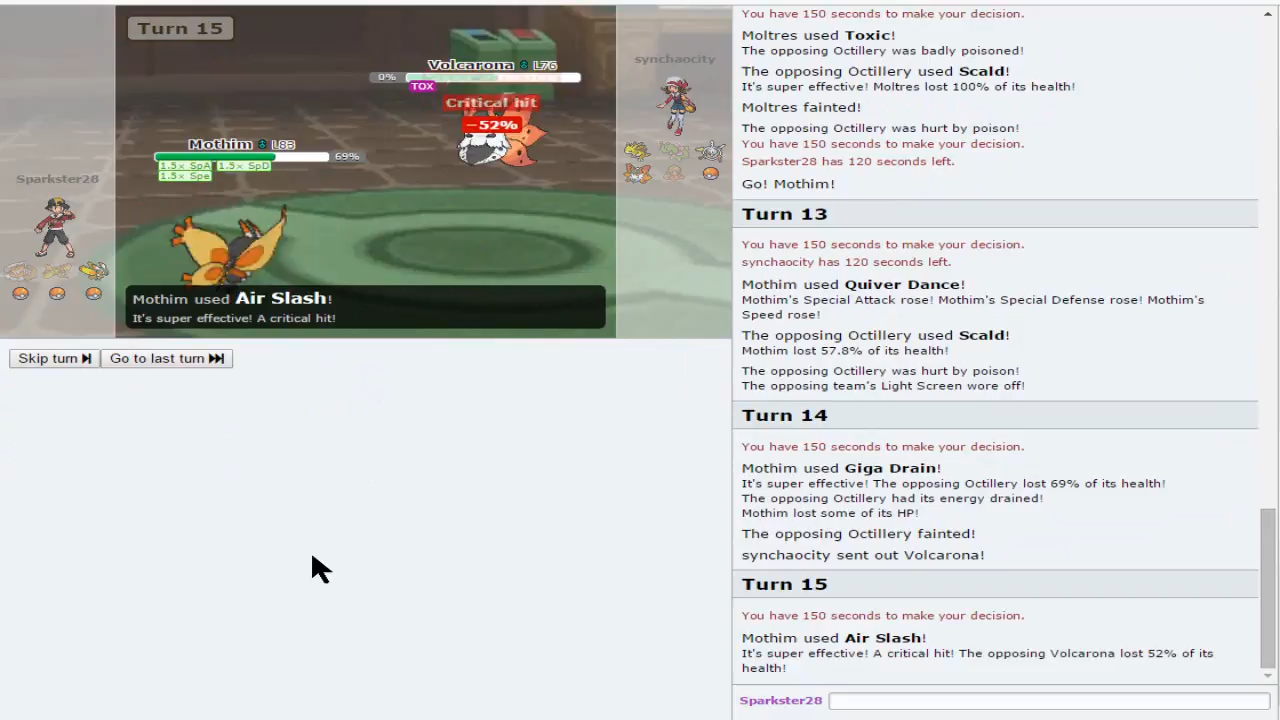 Turn 15
Volcarona L76
0%
TOX
Critical hit
−52%
Mothim L83
69%
1.5× SpA 1.5× SpD
1.5× Spe
Sparkster28
synchaocity
Mothim used Air Slash!
It's super effective! A critical hit!
Skip turn
Go to last turn
You have 150 seconds to make your decision.
Moltres used Toxic!
The opposing Octillery was badly poisoned!
The opposing Octillery used Scald!
It's super effective! Moltres lost 100% of its health!
Moltres fainted!
The opposing Octillery was hurt by poison!
You have 150 seconds to make your decision.
Sparkster28 has 120 seconds left.
Go! Mothim!
Turn 13
You have 150 seconds to make your decision.
synchaocity has 120 seconds left.
Mothim used Quiver Dance!
Mothim's Special Attack rose! Mothim's Special Defense rose! Mothim's
Speed rose!
The opposing Octillery used Scald!
Mothim lost 57.8% of its health!
The opposing Octillery was hurt by poison!
The opposing team's Light Screen wore off!
Turn 14
You have 150 seconds to make your decision.
Mothim used Giga Drain!
It's super effective! The opposing Octillery lost 69% of its health!
The opposing Octillery had its energy drained!
Mothim lost some of its HP!
The opposing Octillery fainted!
synchaocity sent out Volcarona!
Turn 15
You have 150 seconds to make your decision.
Mothim used Air Slash!
It's super effective! A critical hit! The opposing Volcarona lost 52% of its
health!
Sparkster28